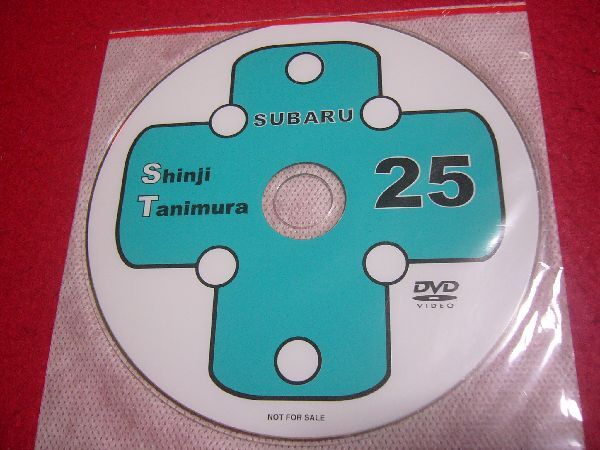 SUBARU
Shinji
Tanimura
25
DVD
VIDEO
NOT FOR SALE